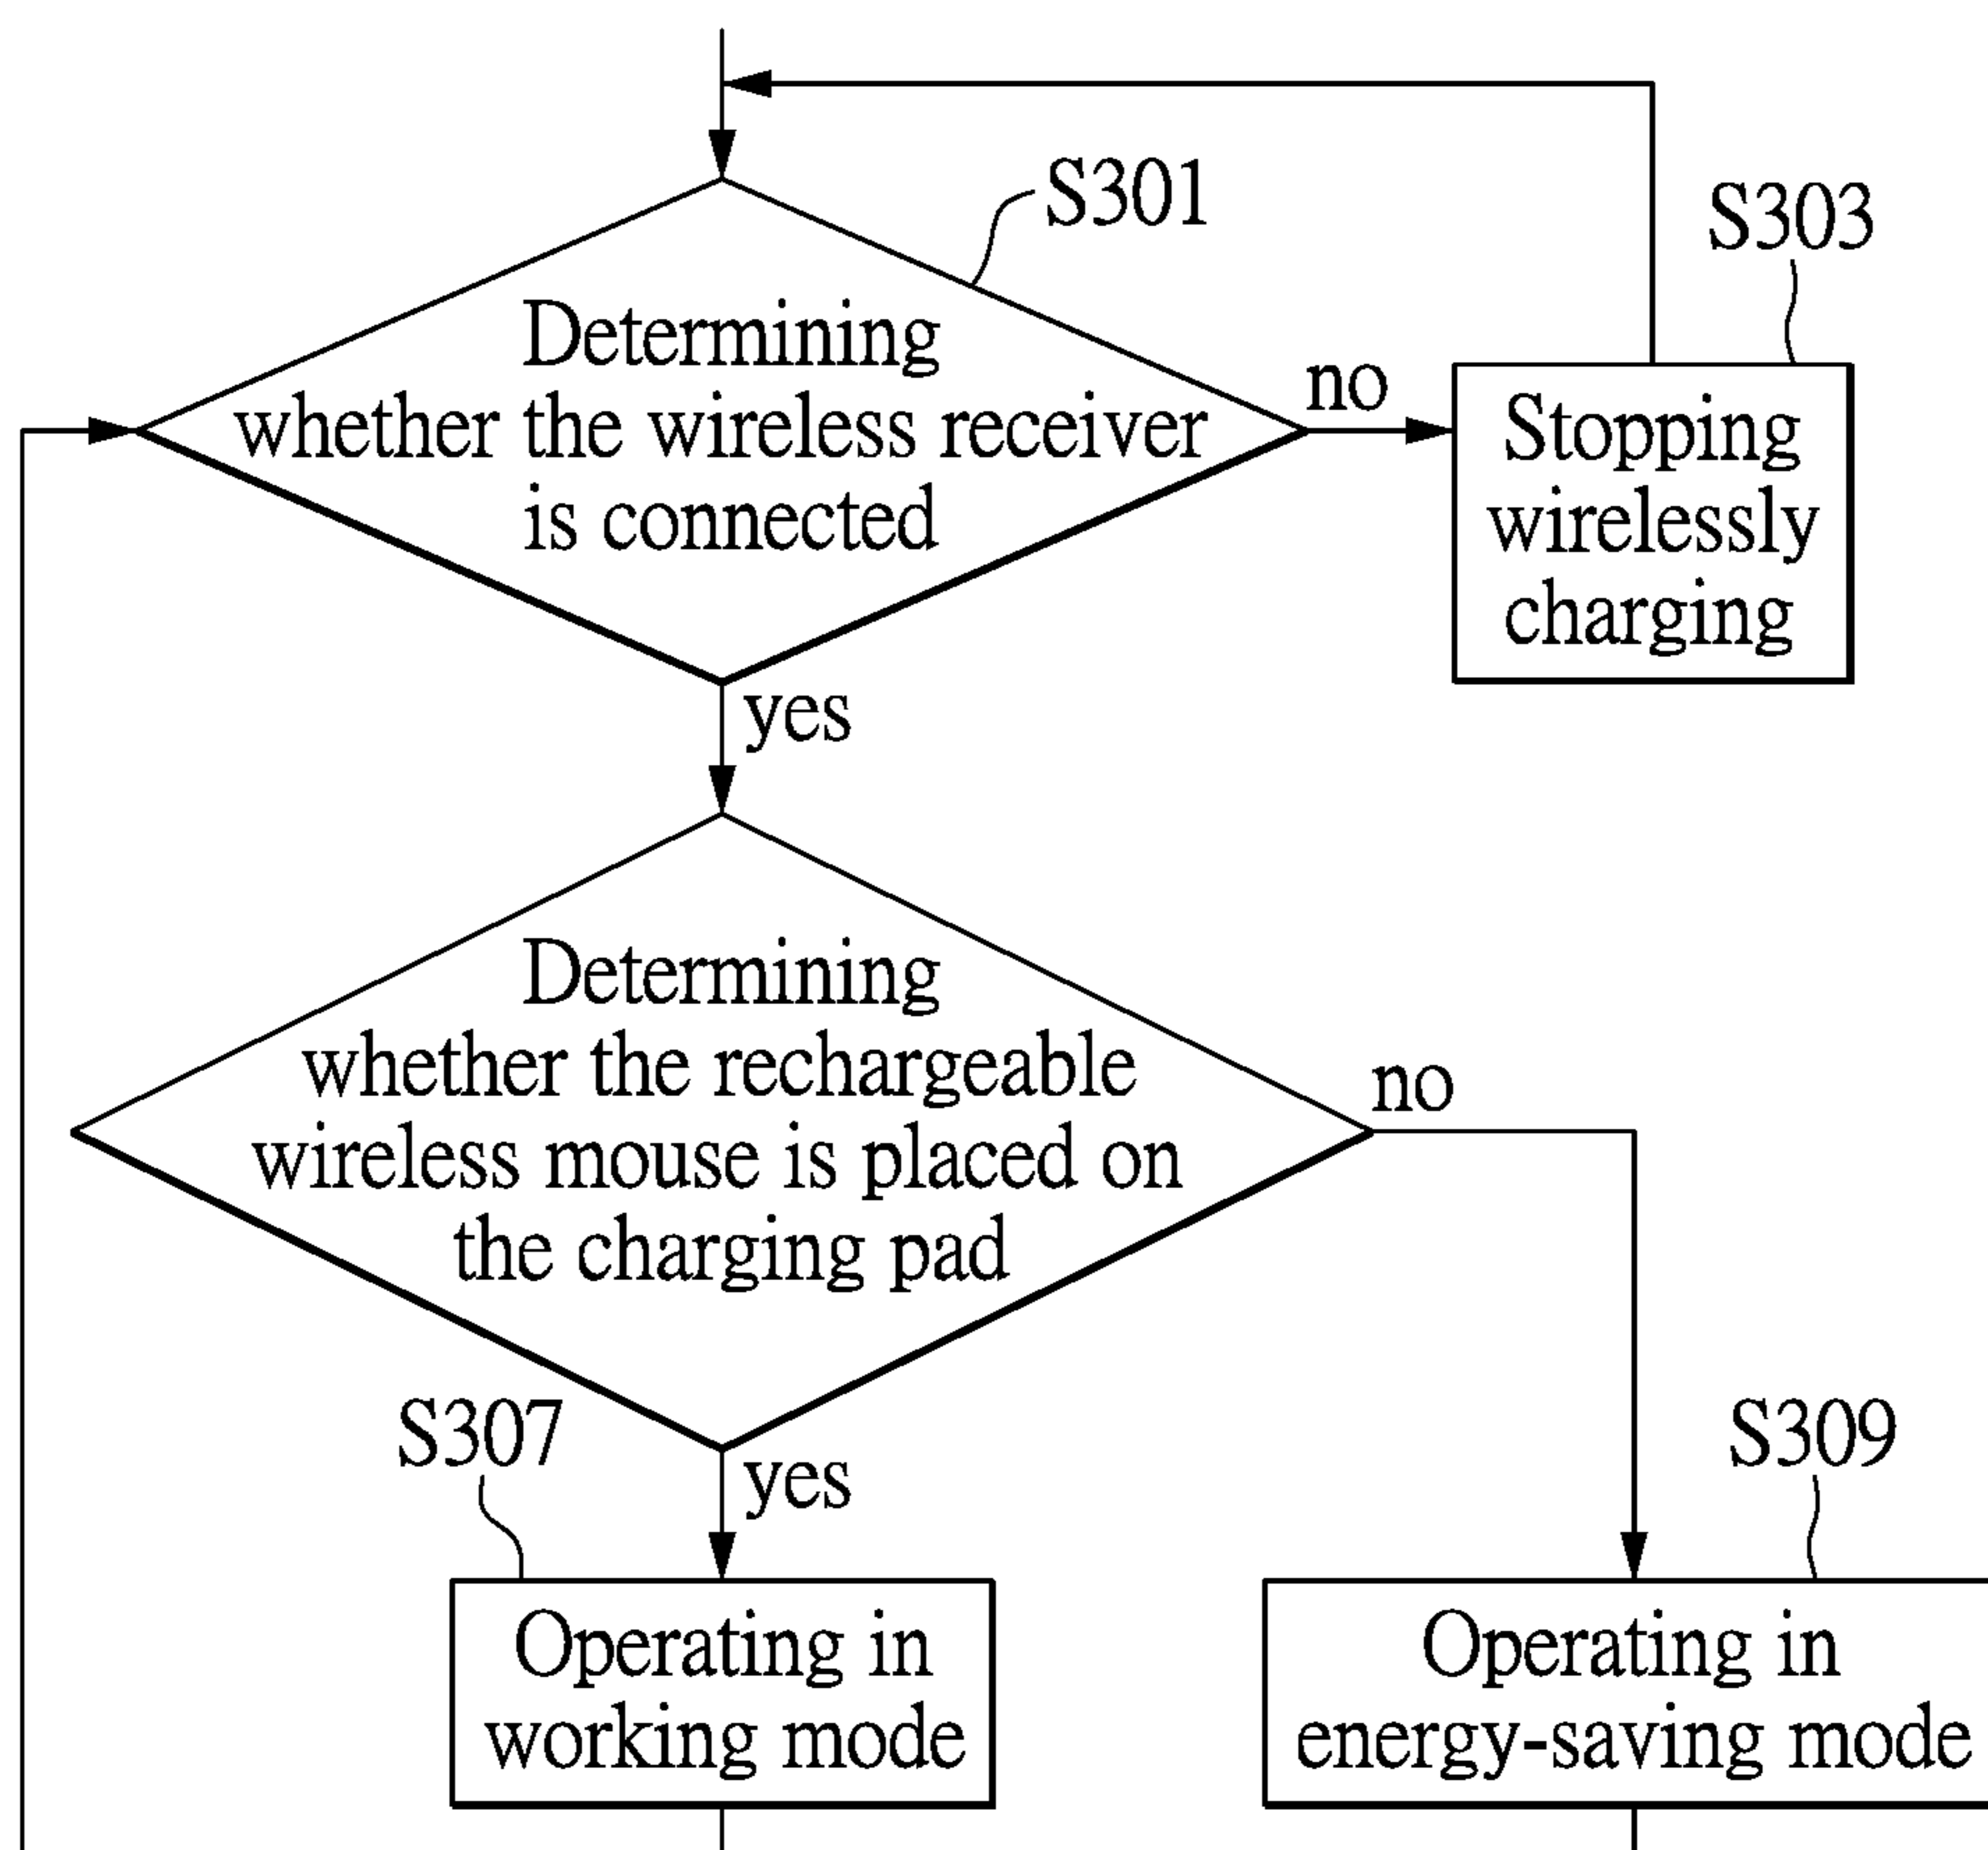 S301
S303
Determining
whether the wireless receiver
is connected
no
Stopping
wirelessly
charging
yes
Determining
whether the rechargeable
wireless mouse is placed on
the charging pad
no
S307
yes
S309
Operating in
working mode
Operating in
energy-saving mode